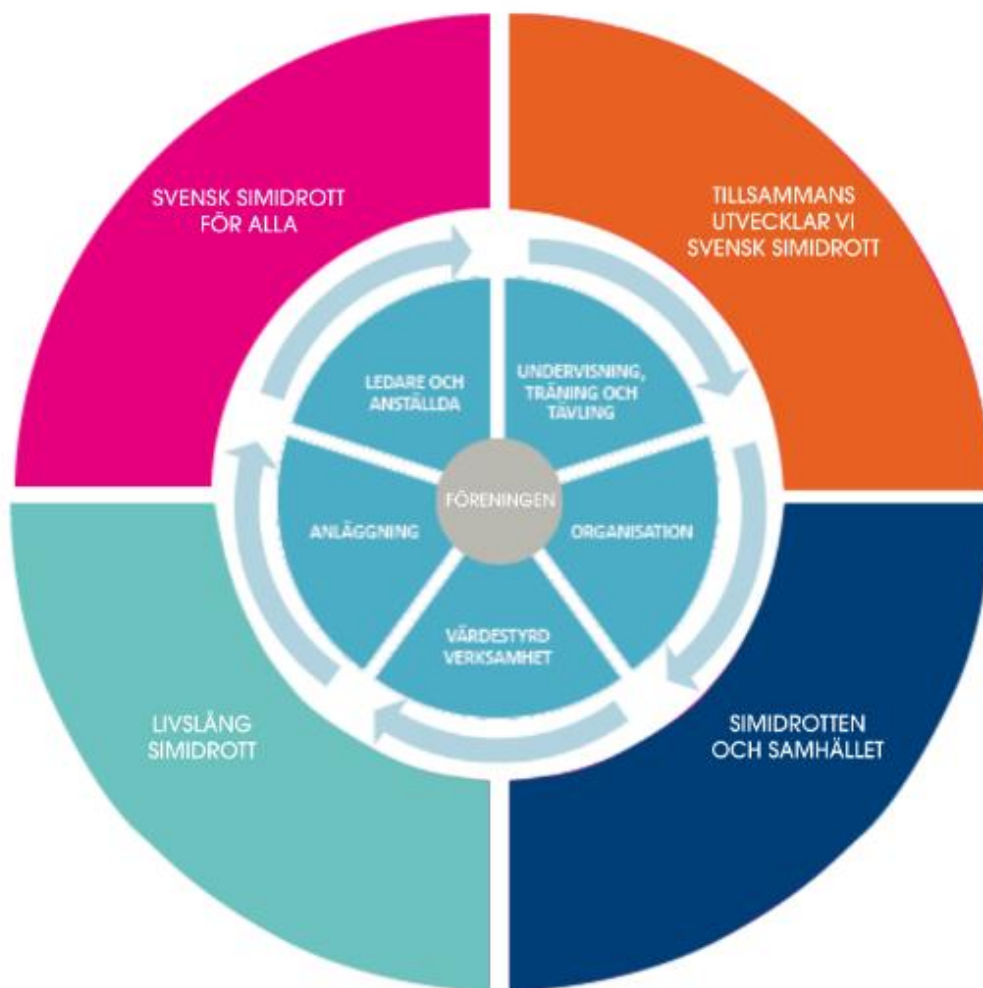 SVENSK SIMIDROTT
FÖR ALLA
TILLSAMMANS
UTVECKLAR VI
SVENSK SIMIDROTT
LEDARE OCH
ANSTÄLLDA
UNDERVISNING,
TRÄNING OCH
TÄVLING
ANLÄGGNING
FÖRENINGEN
ORGANISATION
VÄRDESTYRD
VERKSAMHET
LIVSLÅNG
SIMIDROTT
SIMIDROTTEN
OCH SAMHÄLLET